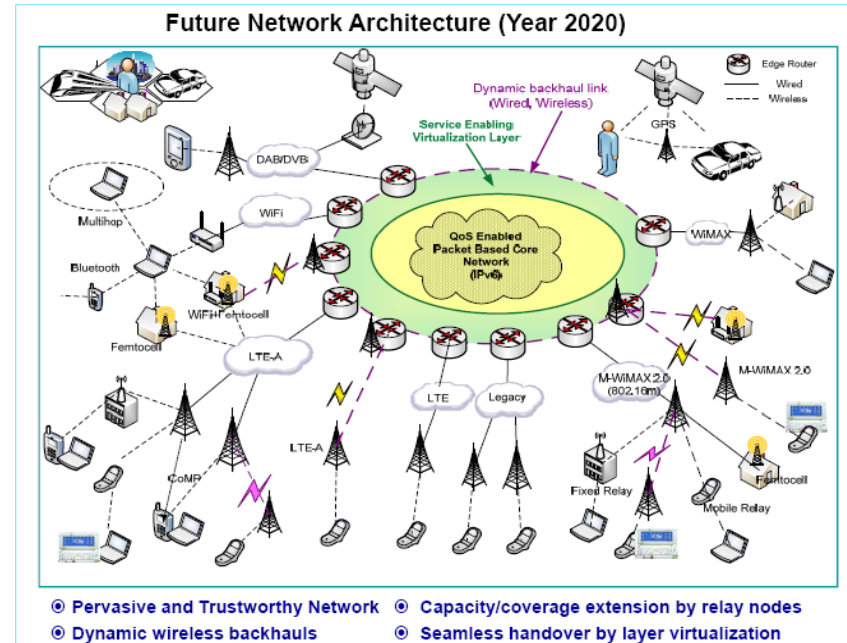 Future Network Architecture (Year 2020)
Edge Router
Wired
Wireless
Dynamic backhaul link
(Wired, Wireless)
Service Enabling
Virtualization Layer
GPS
DAB/DVB
Multihop
WiFi
WiMAX
QoS Enabled
Packet Based Core
Network
(IPv6)
Bluetooth
WiFi+Femtocell
Femtocell
LTE-A
LTE
Legacy
M-WiMAX 2.0
(802.16m)
M-WiMAX 2.0
LTE-A
CoMP
Fixed Relay
Femtocell
Mobile Relay
Pervasive and Trustworthy Network
Capacity/coverage extension by relay nodes
Dynamic wireless backhauls
Seamless handover by layer virtualization